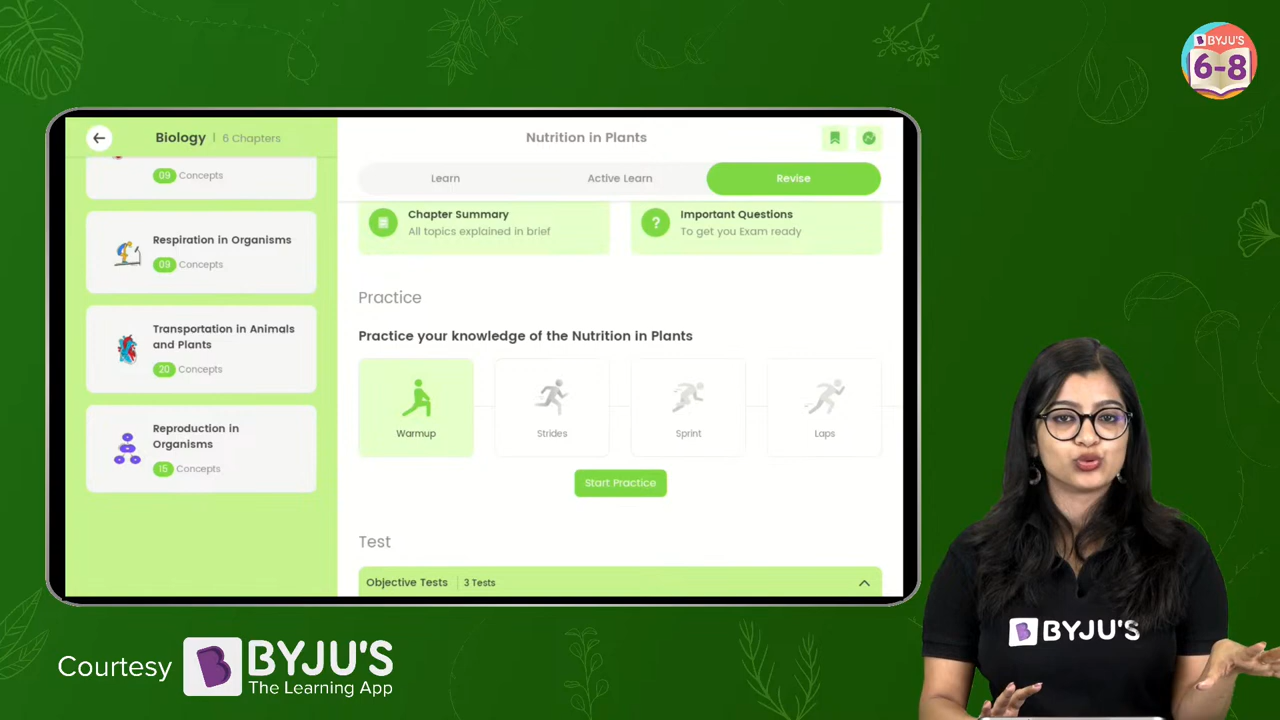 BYJU'S
6-8
Biology | 6 Chapters
09 Concepts
Respiration in Organisms
09 Concepts
Transportation in Animals
and Plants
20 Concepts
Reproduction in
Organisms
15 Concepts
Nutrition in Plants
Learn
Active Learn
Revise
Chapter Summary
All topics explained in brief
Important Questions
To get you Exam ready
?
Practice
Practice your knowledge of the Nutrition in Plants
Warmup
Strides
Sprint
Laps
Start Practice
Test
Objective Tests | 3 Tests
Courtesy
B
BYJU'S
The Learning App
BYJU'S